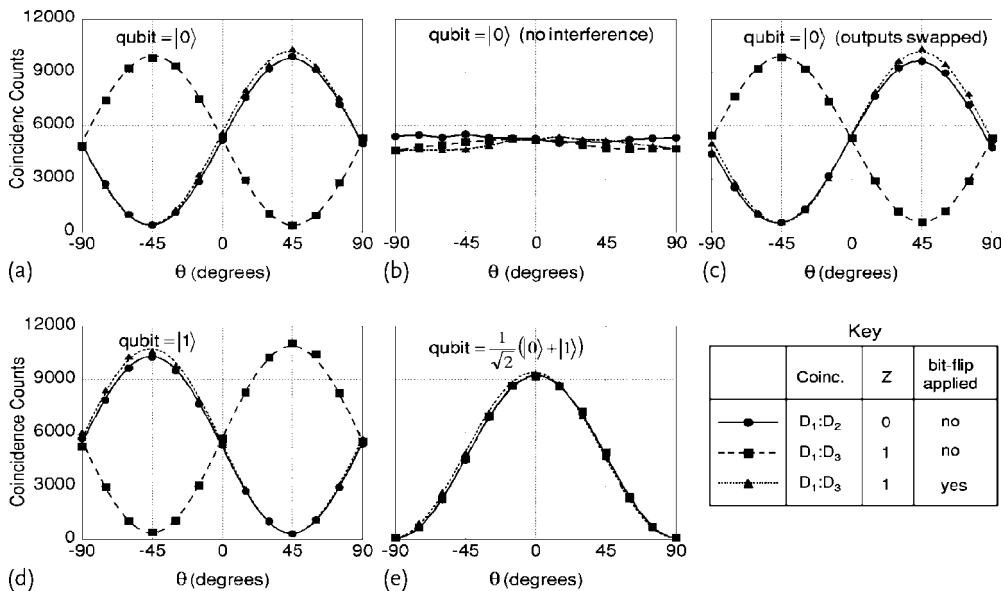 12000
9000
6000
3000
0
Coincidenc Counts
qubit = |0⟩
-90 -45 0 45 90
θ (degrees)
(a)
qubit = |0⟩ (no interference)
-90 -45 0 45 90
θ (degrees)
(b)
qubit = |0⟩ (outputs swapped)
-90 -45 0 45 90
θ (degrees)
(c)
12000
9000
6000
3000
0
Coincidence Counts
qubit = |1⟩
-90 -45 0 45 90
θ (degrees)
(d)
qubit = 1/√2 (|0⟩ + |1⟩)
-90 -45 0 45 90
θ (degrees)
(e)
Key
Coinc. Z bit-flip applied
D₁:D₂ 0 no
D₁:D₃ 1 no
D₁:D₃ 1 yes